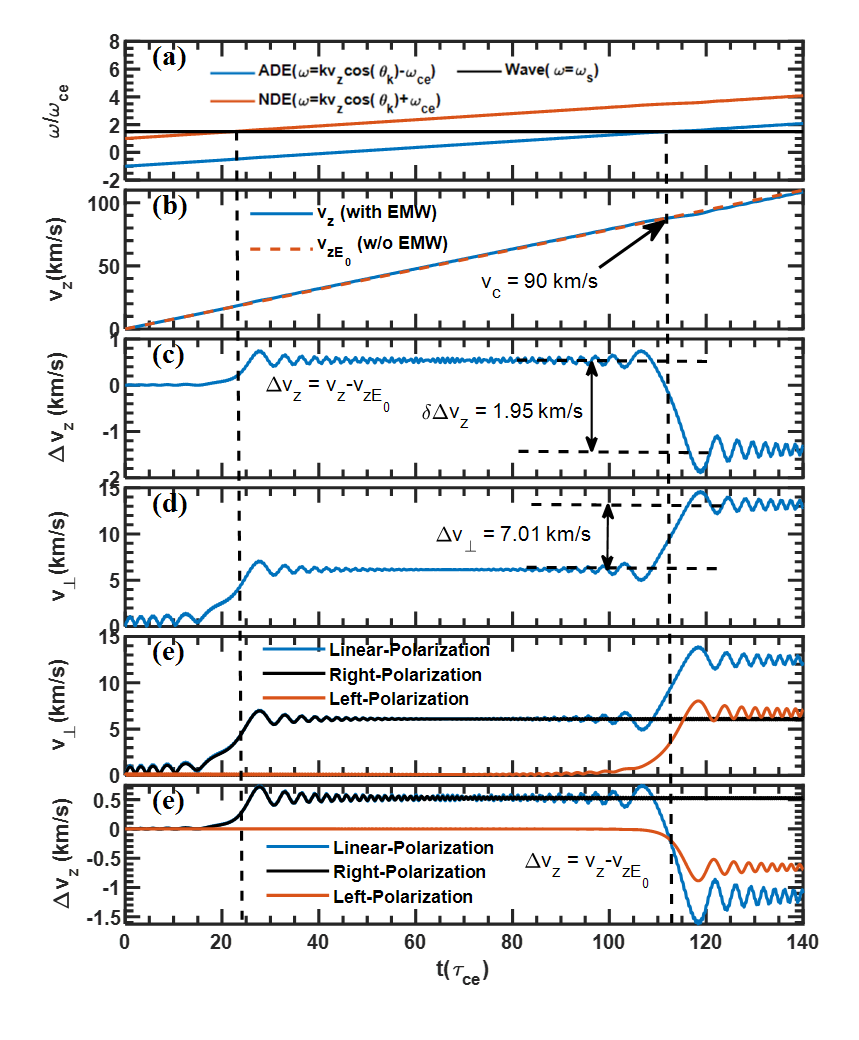 (a)
ADE(ω=kv_z cos( θ_k)-ω_ce)
Wave( ω=ω_s)
NDE(ω=kv_z cos( θ_k)+ω_ce)
ω/ω_ce
8
6
4
2
0
-2
(b)
v_z (with EMW)
v_zE_0 (w/o EMW)
v_c = 90 km/s
v_z(km/s)
100
50
0
(c)
Δv_z = v_z-v_zE_0
δΔv_z = 1.95 km/s
Δv_z (km/s)
1
0
-1
-2
(d)
Δv_⊥ = 7.01 km/s
v_⊥ (km/s)
15
10
5
0
(e)
Linear-Polarization
Right-Polarization
Left-Polarization
v_⊥(km/s)
15
10
5
0
(e)
Linear-Polarization
Right-Polarization
Left-Polarization
Δv_z = v_z-v_zE_0
Δv_z (km/s)
0.5
0
-0.5
-1
-1.5
0 20 40 60 80 100 120 140
t(τ_ce)